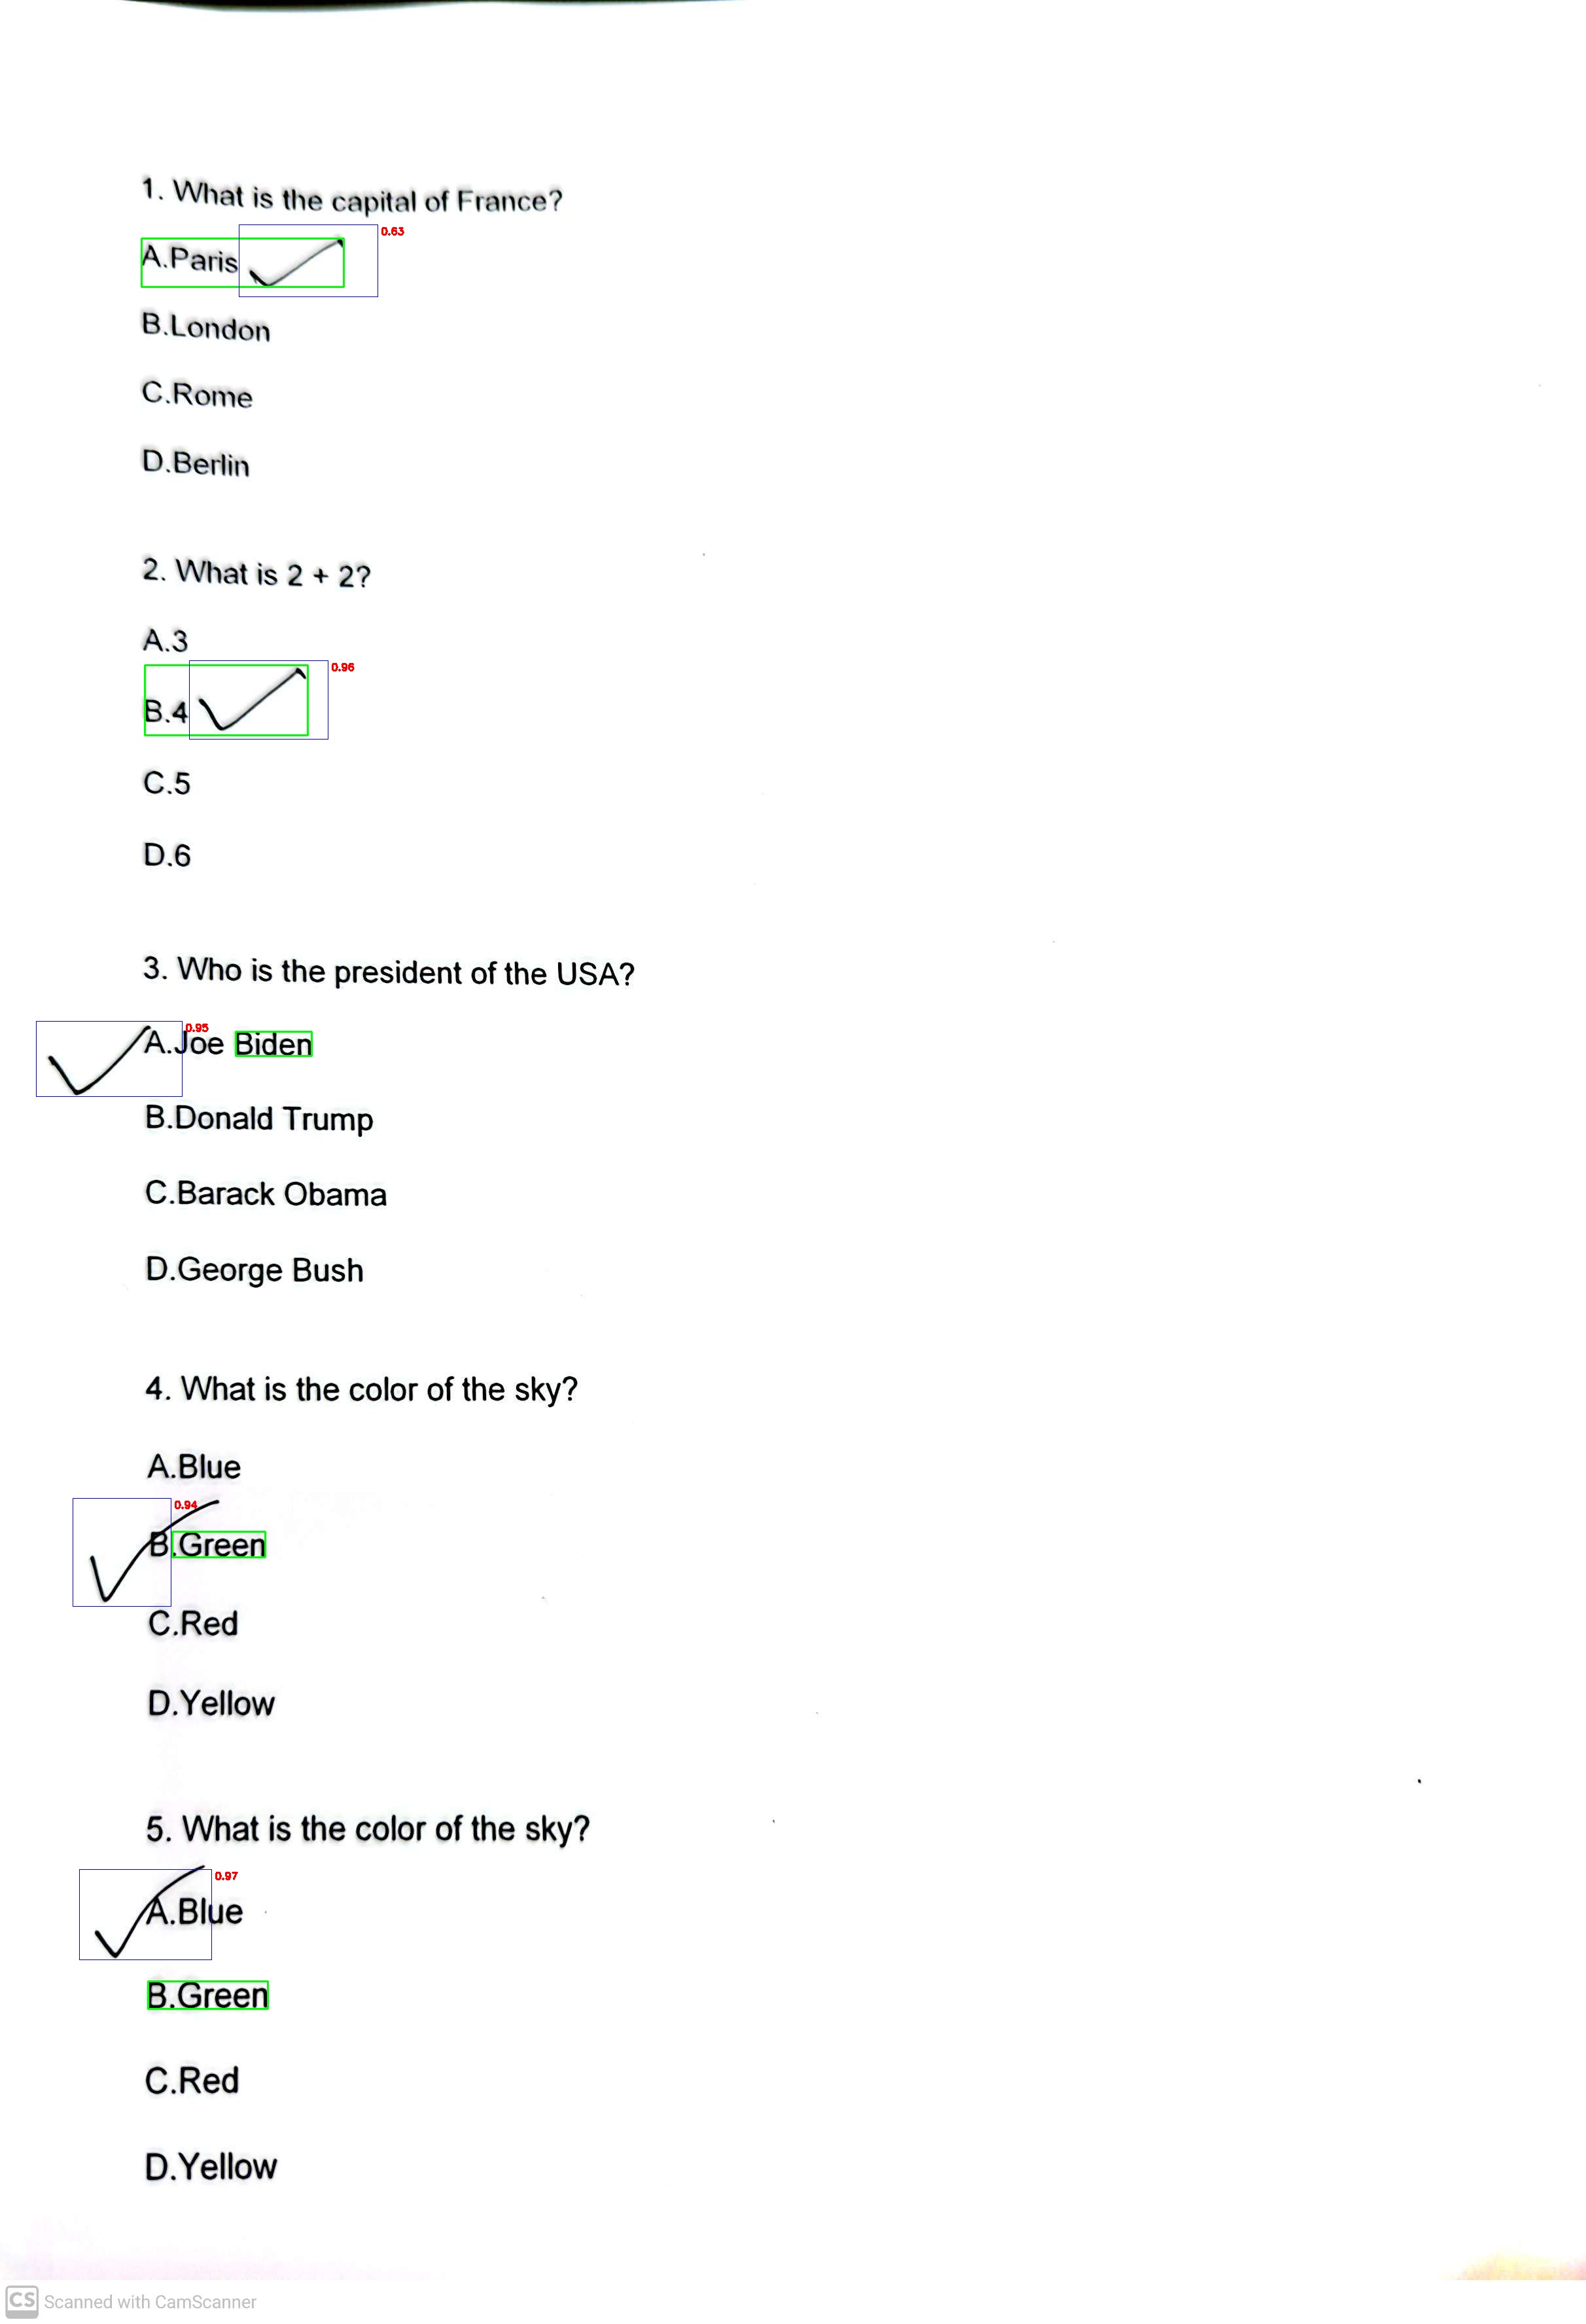 1. What is the capital of France?
A.Paris 0.63
B.London
C.Rome
D.Berlin
2. What is 2 + 2?
A.3
B.4 0.96
C.5
D.6
3. Who is the president of the USA?
A.Joe Biden 0.95
B.Donald Trump
C.Barack Obama
D.George Bush
4. What is the color of the sky?
A.Blue
0.94
B.Green
C.Red
D.Yellow
5. What is the color of the sky?
0.97
A.Blue
B.Green
C.Red
D.Yellow
CS Scanned with CamScanner